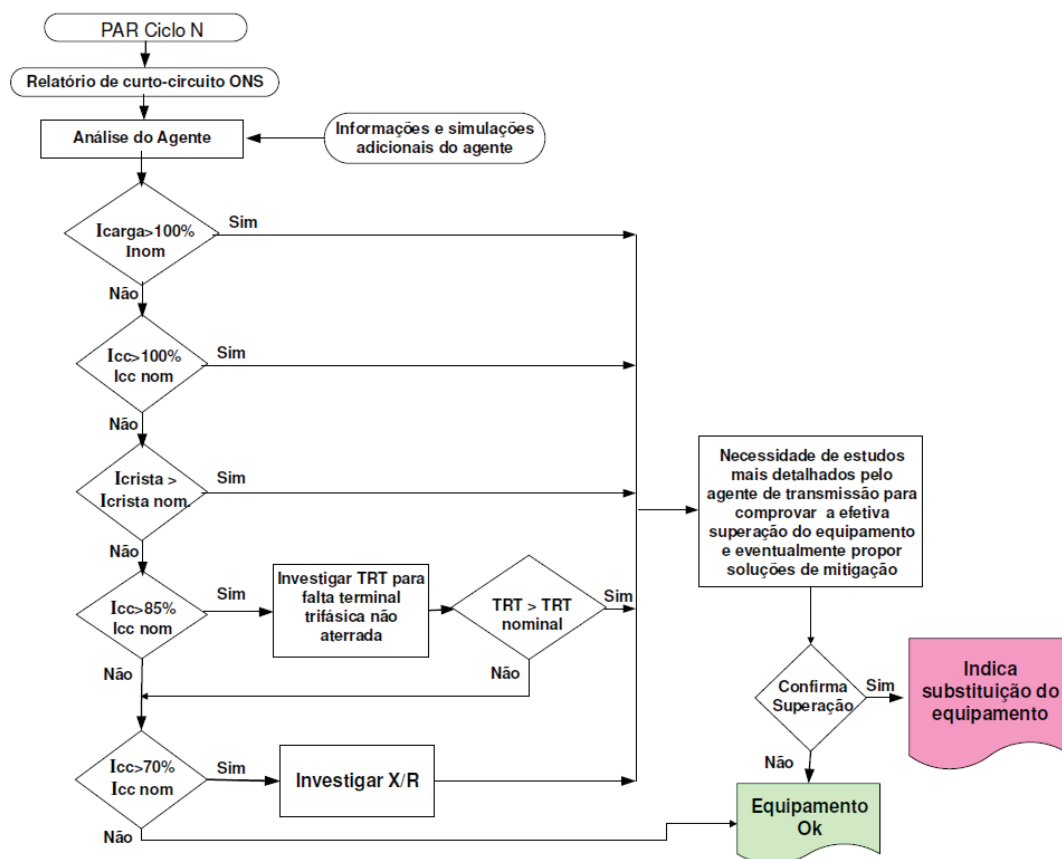 PAR Ciclo N
Relatório de curto-circuito ONS
Análise do Agente
Informações e simulações
adicionais do agente
Icarga>100%
Inom
Sim
Não
Icc>100%
Icc nom
Sim
Não
Icrista >
Icrista nom.
Sim
Não
Icc>85%
Icc nom
Sim
Investigar TRT para
falta terminal
trifásica não
aterrada
TRT > TRT
nominal
Sim
Não
Não
Icc>70%
Icc nom
Sim
Investigar X/R
Não
Necessidade de estudos
mais detalhados pelo
agente de transmissão para
comprovar a efetiva
superação do equipamento
e eventualmente propor
soluções de mitigação
Confirma
Superação
Sim
Indica
substituição do
equipamento
Não
Equipamento
Ok